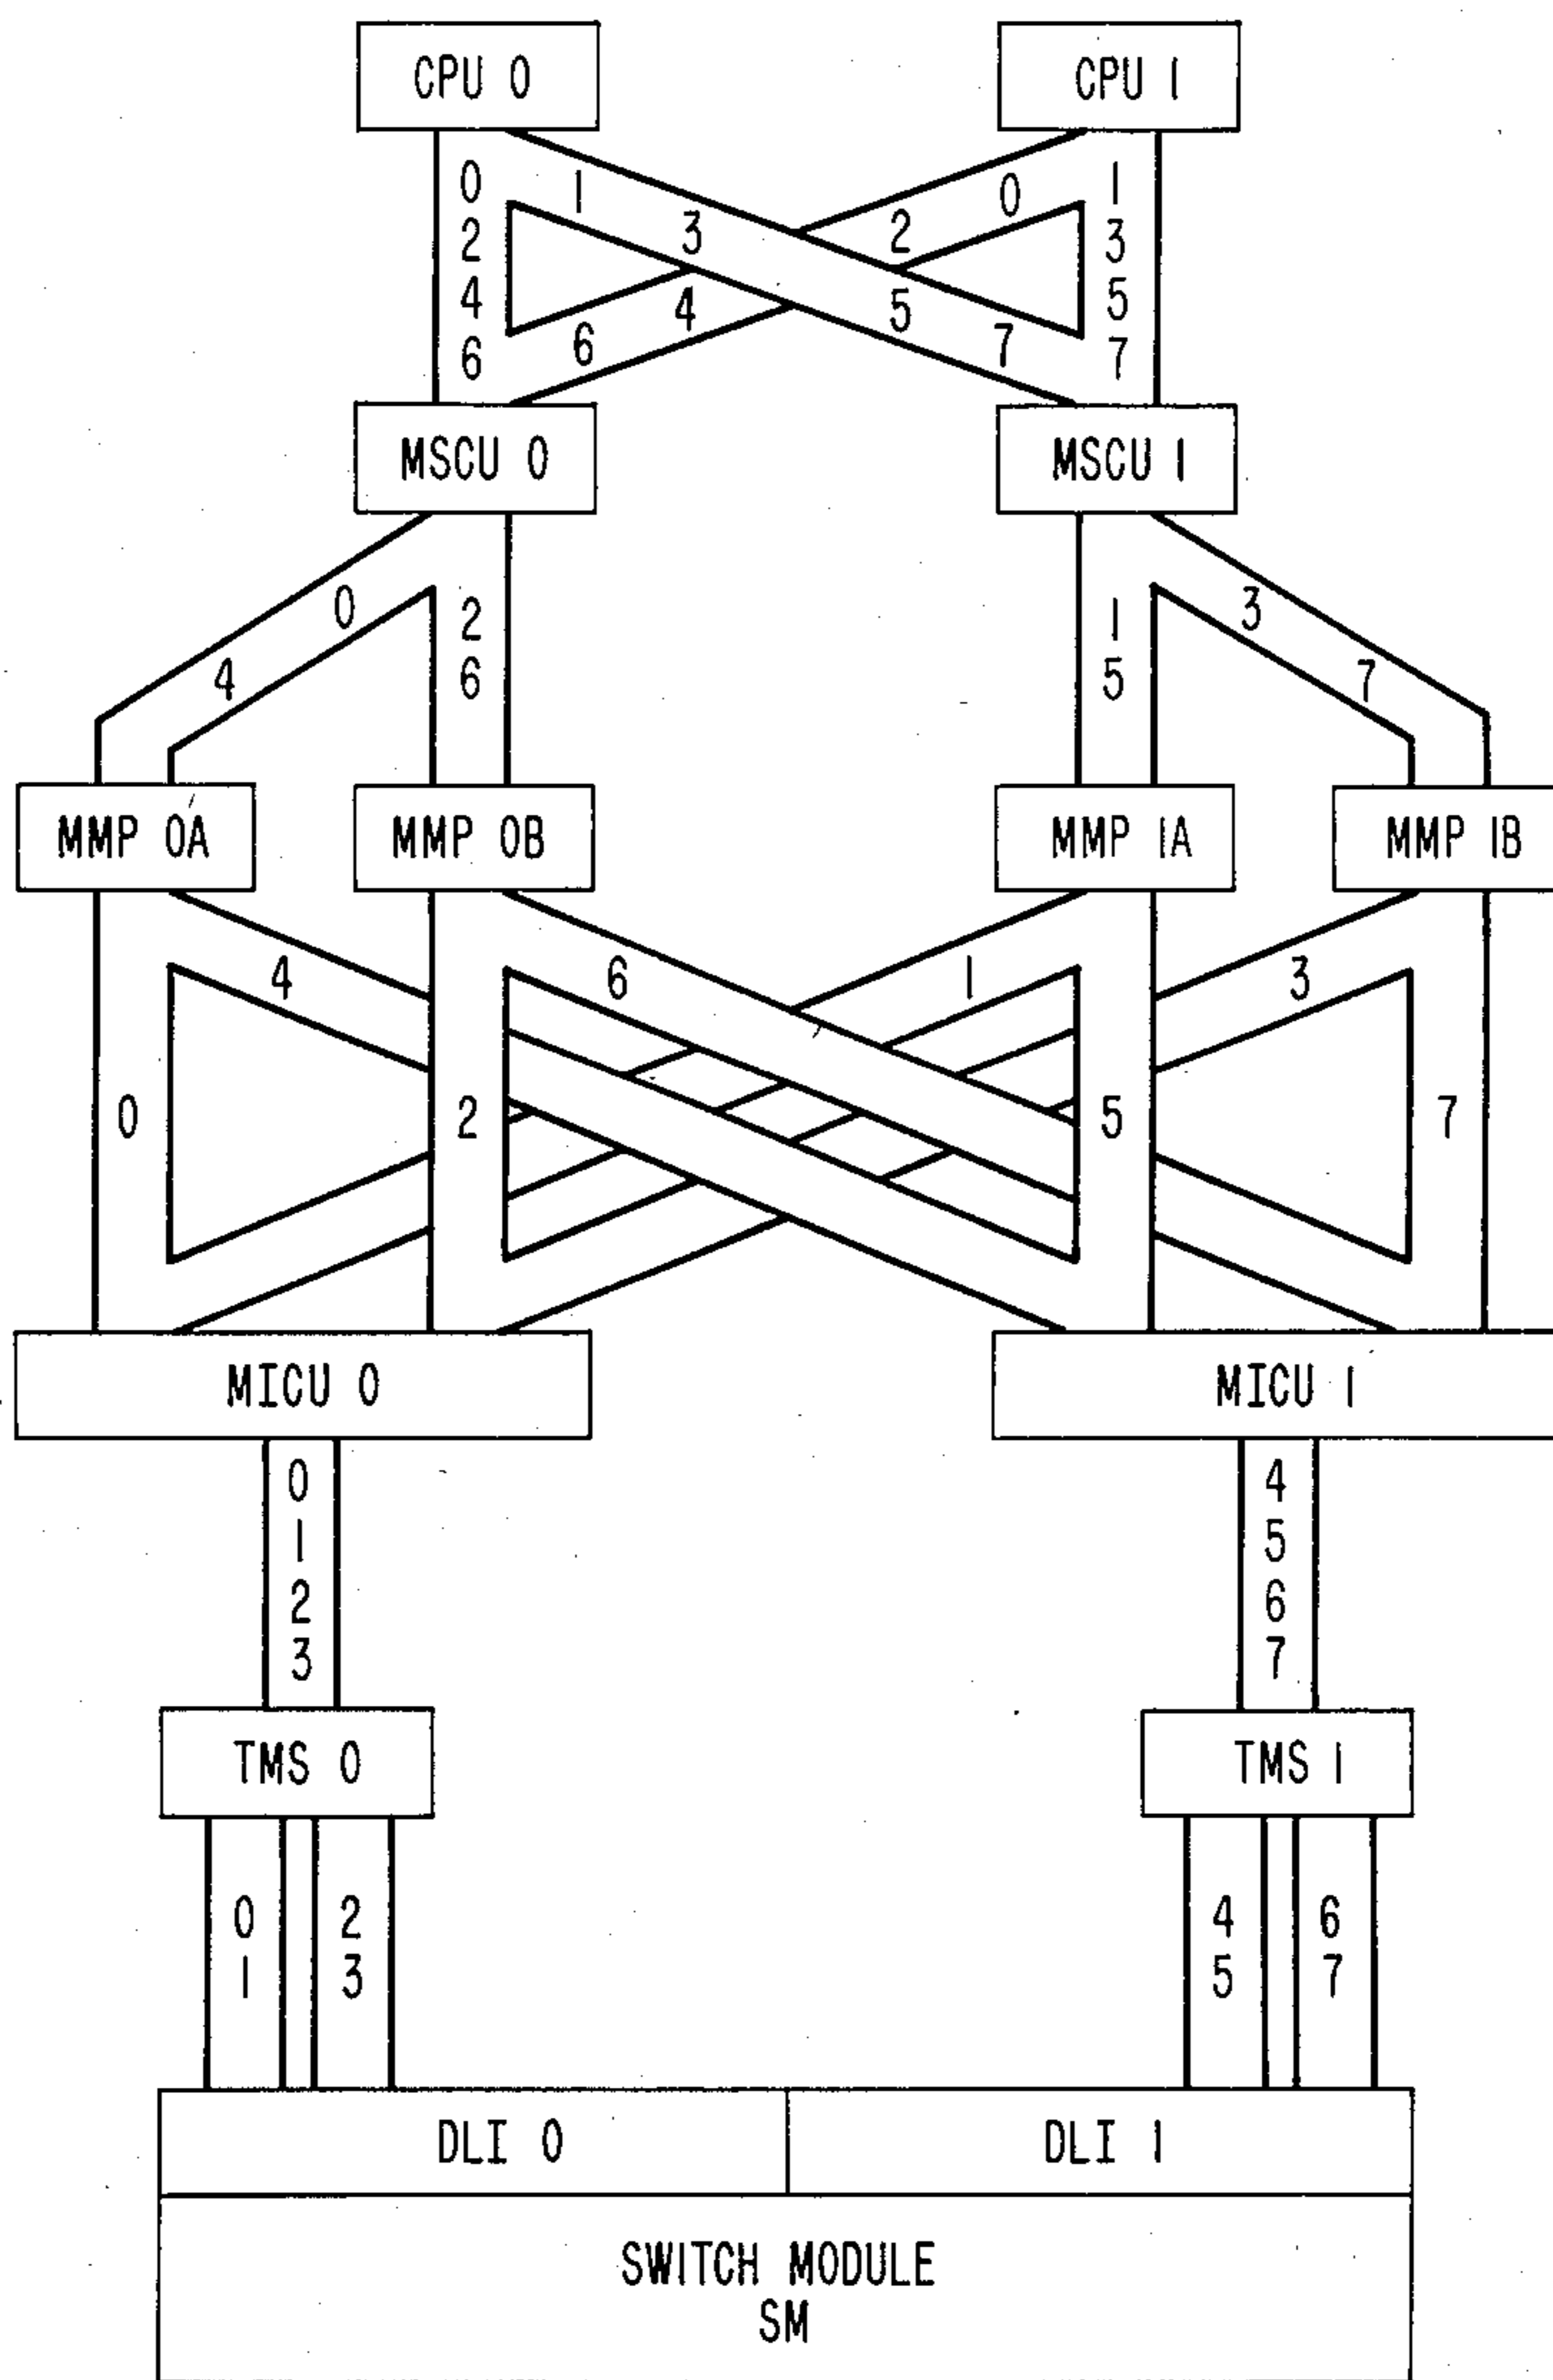 CPU 0 CPU 1
0 1 0 1
2 3 2 3
4 4 5 5
6 6 7 7
MSCU 0 MSCU 1
0 2 1 3
4 6 5 7
MMP 0A MMP 0B MMP 1A MMP 1B
4 6 1 3
0 2 5 7
MICU 0 MICU 1
0 4
1 5
2 6
3 7
TMS 0 TMS 1
0 2 4 6
1 3 5 7
DLI 0 DLI 1
SWITCH MODULE
SM